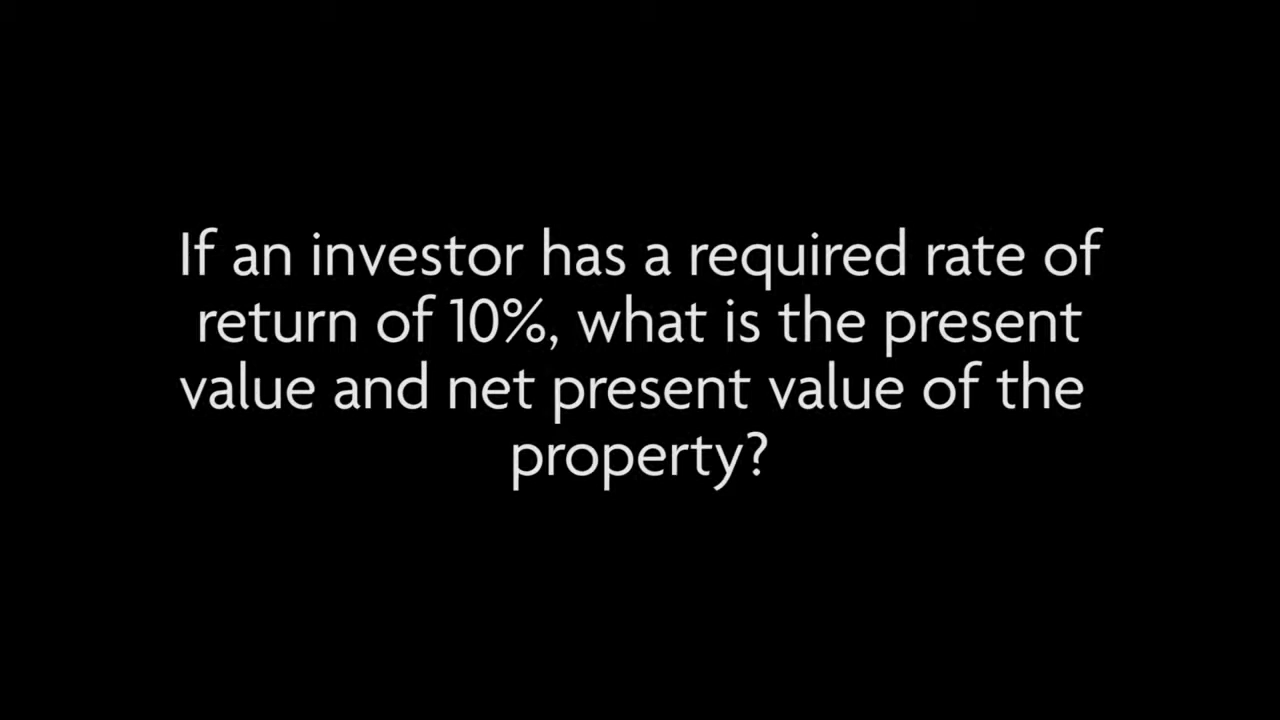 If an investor has a required rate of
return of 10%, what is the present
value and net present value of the
property?